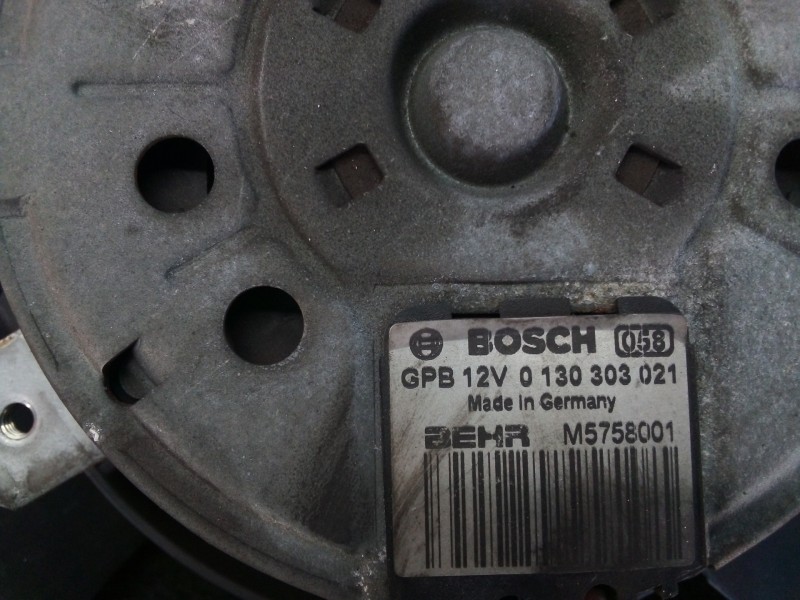 BOSCH 058
GPB 12V 0 130 303 021
Made in Germany
BEHR M5758001